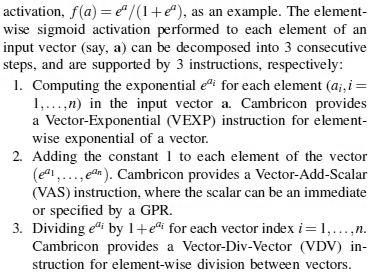 activation, f(a) = eᵃ/(1+eᵃ), as an example. The element-
wise sigmoid activation performed to each element of an
input vector (say, a) can be decomposed into 3 consecutive
steps, and are supported by 3 instructions, respectively:
1. Computing the exponential e^{a_i} for each element (a_i, i =
1,...,n) in the input vector a. Cambricon provides
a Vector-Exponential (VEXP) instruction for element-
wise exponential of a vector.
2. Adding the constant 1 to each element of the vector
(e^{a_1},...,e^{a_n}). Cambricon provides a Vector-Add-Scalar
(VAS) instruction, where the scalar can be an immediate
or specified by a GPR.
3. Dividing e^{a_i} by 1+e^{a_i} for each vector index i = 1,...,n.
Cambricon provides a Vector-Div-Vector (VDV) in-
struction for element-wise division between vectors.